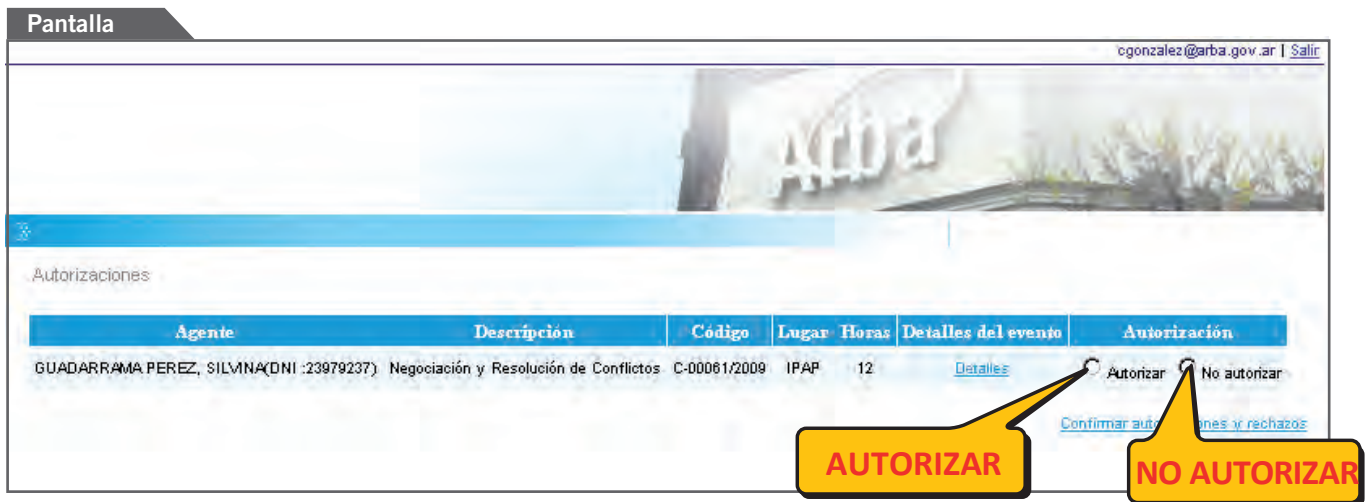 Pantalla
cgonzalez@arba.gov.ar | Salir
Arba
Autorizaciones
Agente Descripción Código Lugar Horas Detalles del evento Autorización
GUADARRAMA PEREZ, SILVINA(DNI :23979237) Negociación y Resolución de Conflictos C-00061/2009 IPAP 12 Detalles Autorizar No autorizar
Confirmar y rechazos
AUTORIZAR NO AUTORIZAR